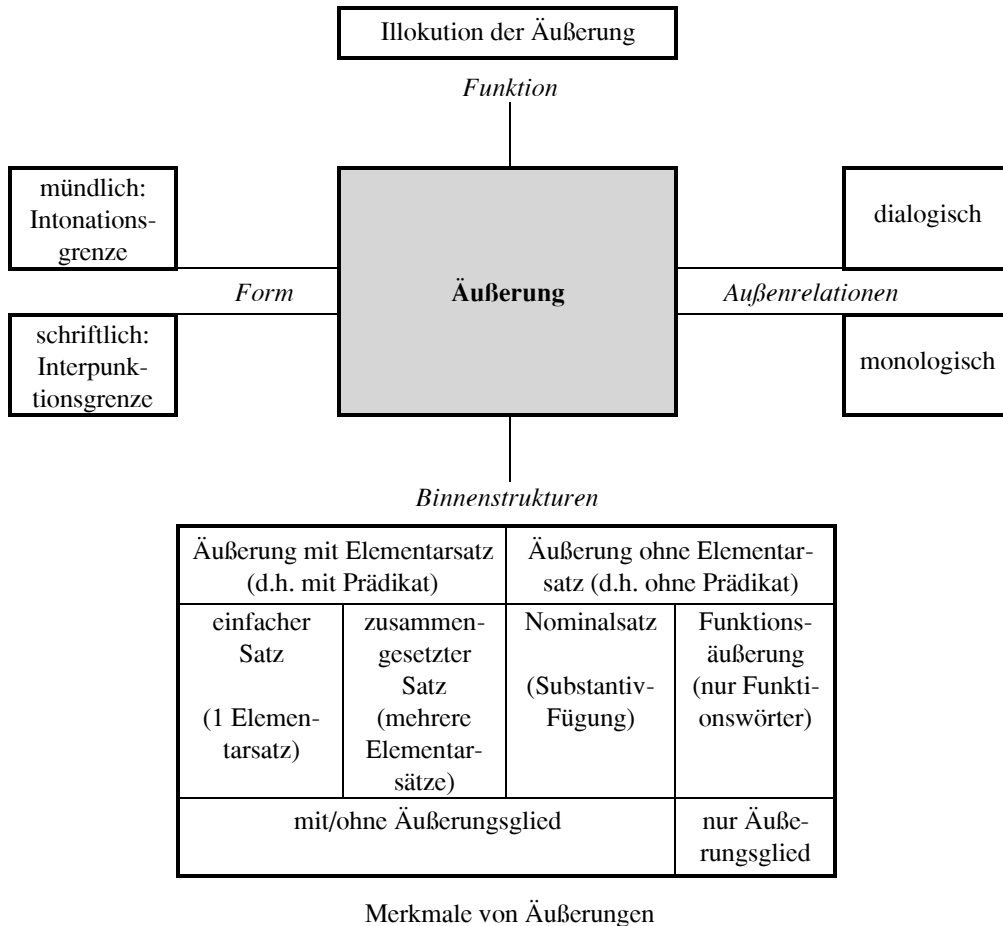 Illokution der Äußerung
Funktion
mündlich:
Intonations-
grenze
dialogisch
Form
Äußerung
Außenrelationen
schriftlich:
Interpunk-
tionsgrenze
monologisch
Binnenstrukturen
Äußerung mit Elementarsatz
(d.h. mit Prädikat)
Äußerung ohne Elementar-
satz (d.h. ohne Prädikat)
einfacher
Satz
(1 Elemen-
tarsatz)
zusammen-
gesetzter
Satz
(mehrere
Elementar-
sätze)
Nominalsatz
(Substantiv-
Fügung)
Funktions-
äußerung
(nur Funkti-
onswörter)
mit/ohne Äußerungsglied
nur Äuße-
rungsglied
Merkmale von Äußerungen